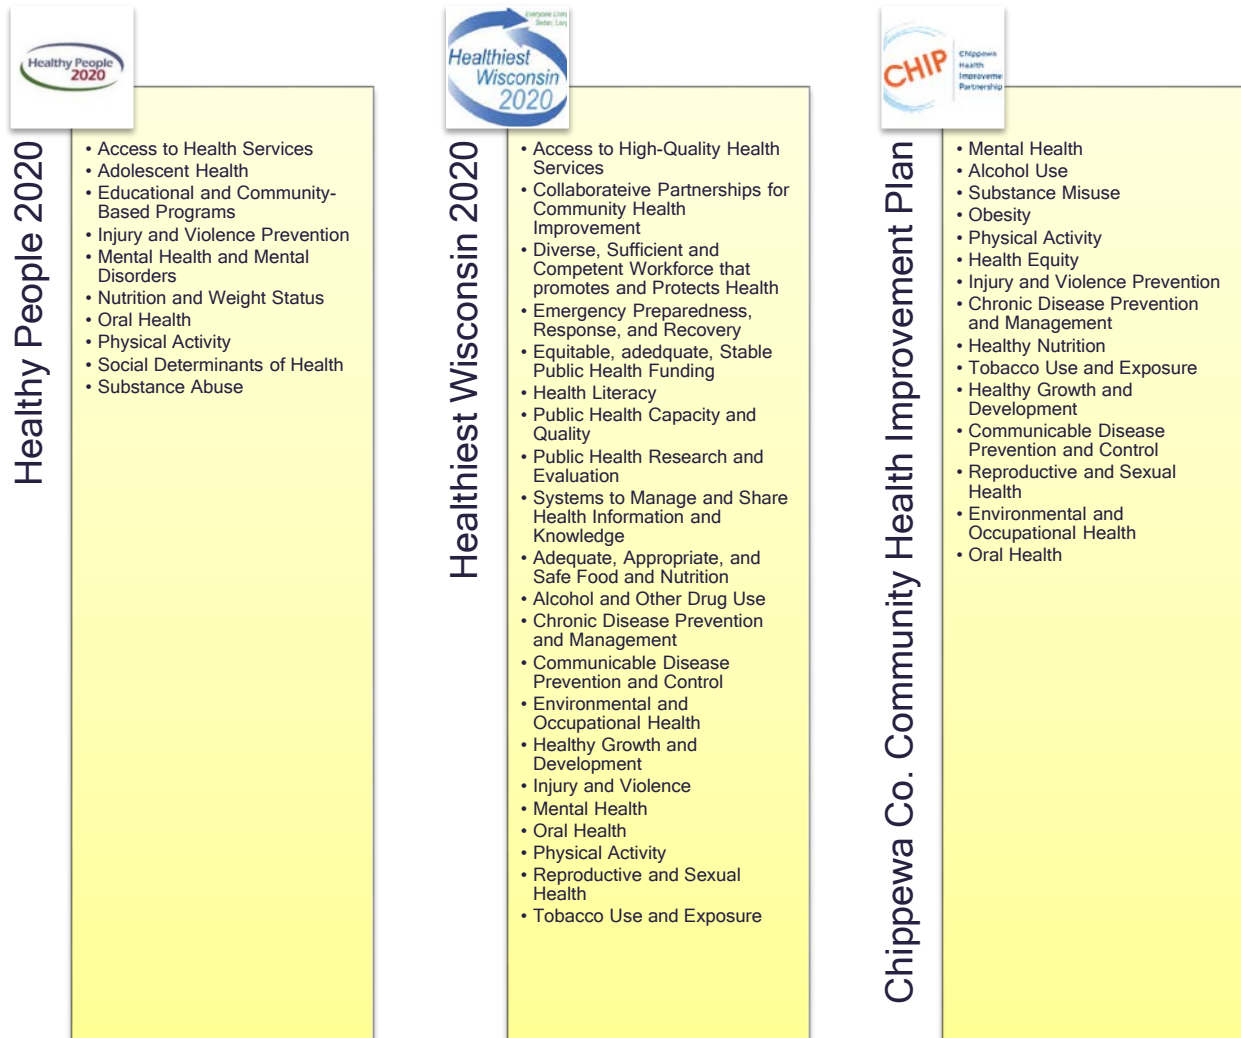 Healthy People
2020
Healthy People 2020
• Access to Health Services
• Adolescent Health
• Educational and Community-
Based Programs
• Injury and Violence Prevention
• Mental Health and Mental
Disorders
• Nutrition and Weight Status
• Oral Health
• Physical Activity
• Social Determinants of Health
• Substance Abuse
Healthiest
Wisconsin
2020
Healthiest Wisconsin 2020
• Access to High-Quality Health
Services
• Collaborateive Partnerships for
Community Health
Improvement
• Diverse, Sufficient and
Competent Workforce that
promotes and Protects Health
• Emergency Preparedness,
Response, and Recovery
• Equitable, adedquate, Stable
Public Health Funding
• Health Literacy
• Public Health Capacity and
Quality
• Public Health Research and
Evaluation
• Systems to Manage and Share
Health Information and
Knowledge
• Adequate, Appropriate, and
Safe Food and Nutrition
• Alcohol and Other Drug Use
• Chronic Disease Prevention
and Management
• Communicable Disease
Prevention and Control
• Environmental and
Occupational Health
• Healthy Growth and
Development
• Injury and Violence
• Mental Health
• Oral Health
• Physical Activity
• Reproductive and Sexual
Health
• Tobacco Use and Exposure
CHIP
Chippewa
Health
Improveme
Partnership
Chippewa Co. Community Health Improvement Plan
• Mental Health
• Alcohol Use
• Substance Misuse
• Obesity
• Physical Activity
• Health Equity
• Injury and Violence Prevention
• Chronic Disease Prevention
and Management
• Healthy Nutrition
• Tobacco Use and Exposure
• Healthy Growth and
Development
• Communicable Disease
Prevention and Control
• Reproductive and Sexual
Health
• Environmental and
Occupational Health
• Oral Health